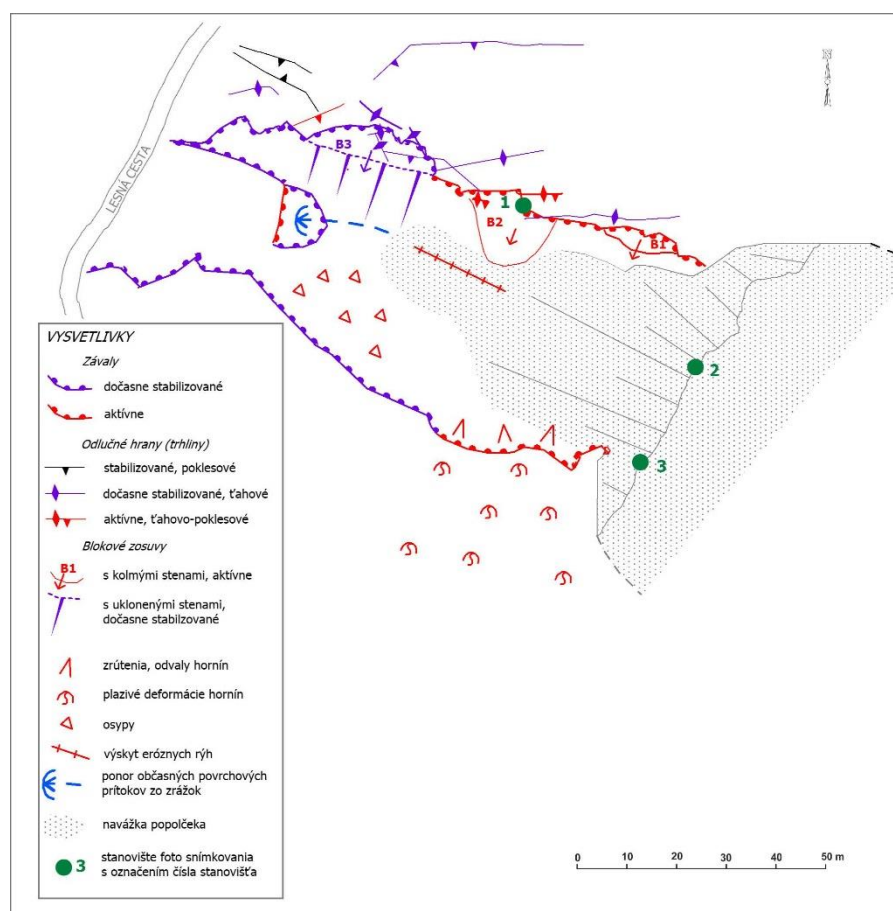 LESNÁ CESTA
B3
1
B2
B1
2
3
VYSVETLIVKY
Závaly
dočasne stabilizované
aktívne
Odlučné hrany (trhliny)
stabilizované, poklesové
dočasne stabilizované, ťahové
aktívne, ťahovo-poklesové
Blokové zosuvy
B1
s kolmými stenami, aktívne
s uklonenými stenami,
dočasne stabilzované
zrútenia, odvaly hornín
plazivé deformácie hornín
osypy
výskyt eróznych rýh
ponor občasných povrchových
prítokov zo zrážok
navážka popolčeka
3
stanovište foto snímkovania
s označením čísla stanovišťa
0 10 20 30 40 50 m